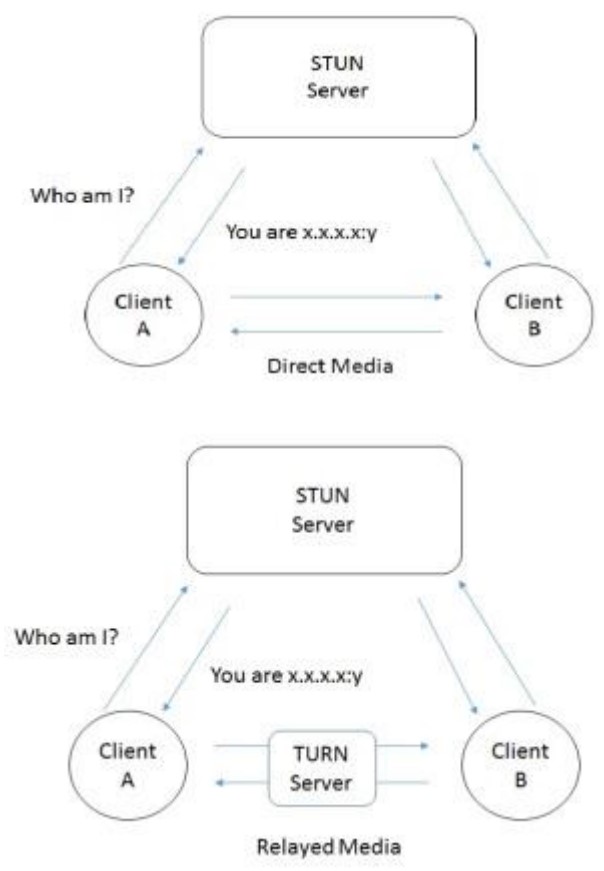 STUN
Server
Who am I?
You are x.x.x.x:y
Client
A
Client
B
Direct Media
STUN
Server
Who am I?
You are x.x.x.x:y
Client
A
TURN
Server
Client
B
Relayed Media